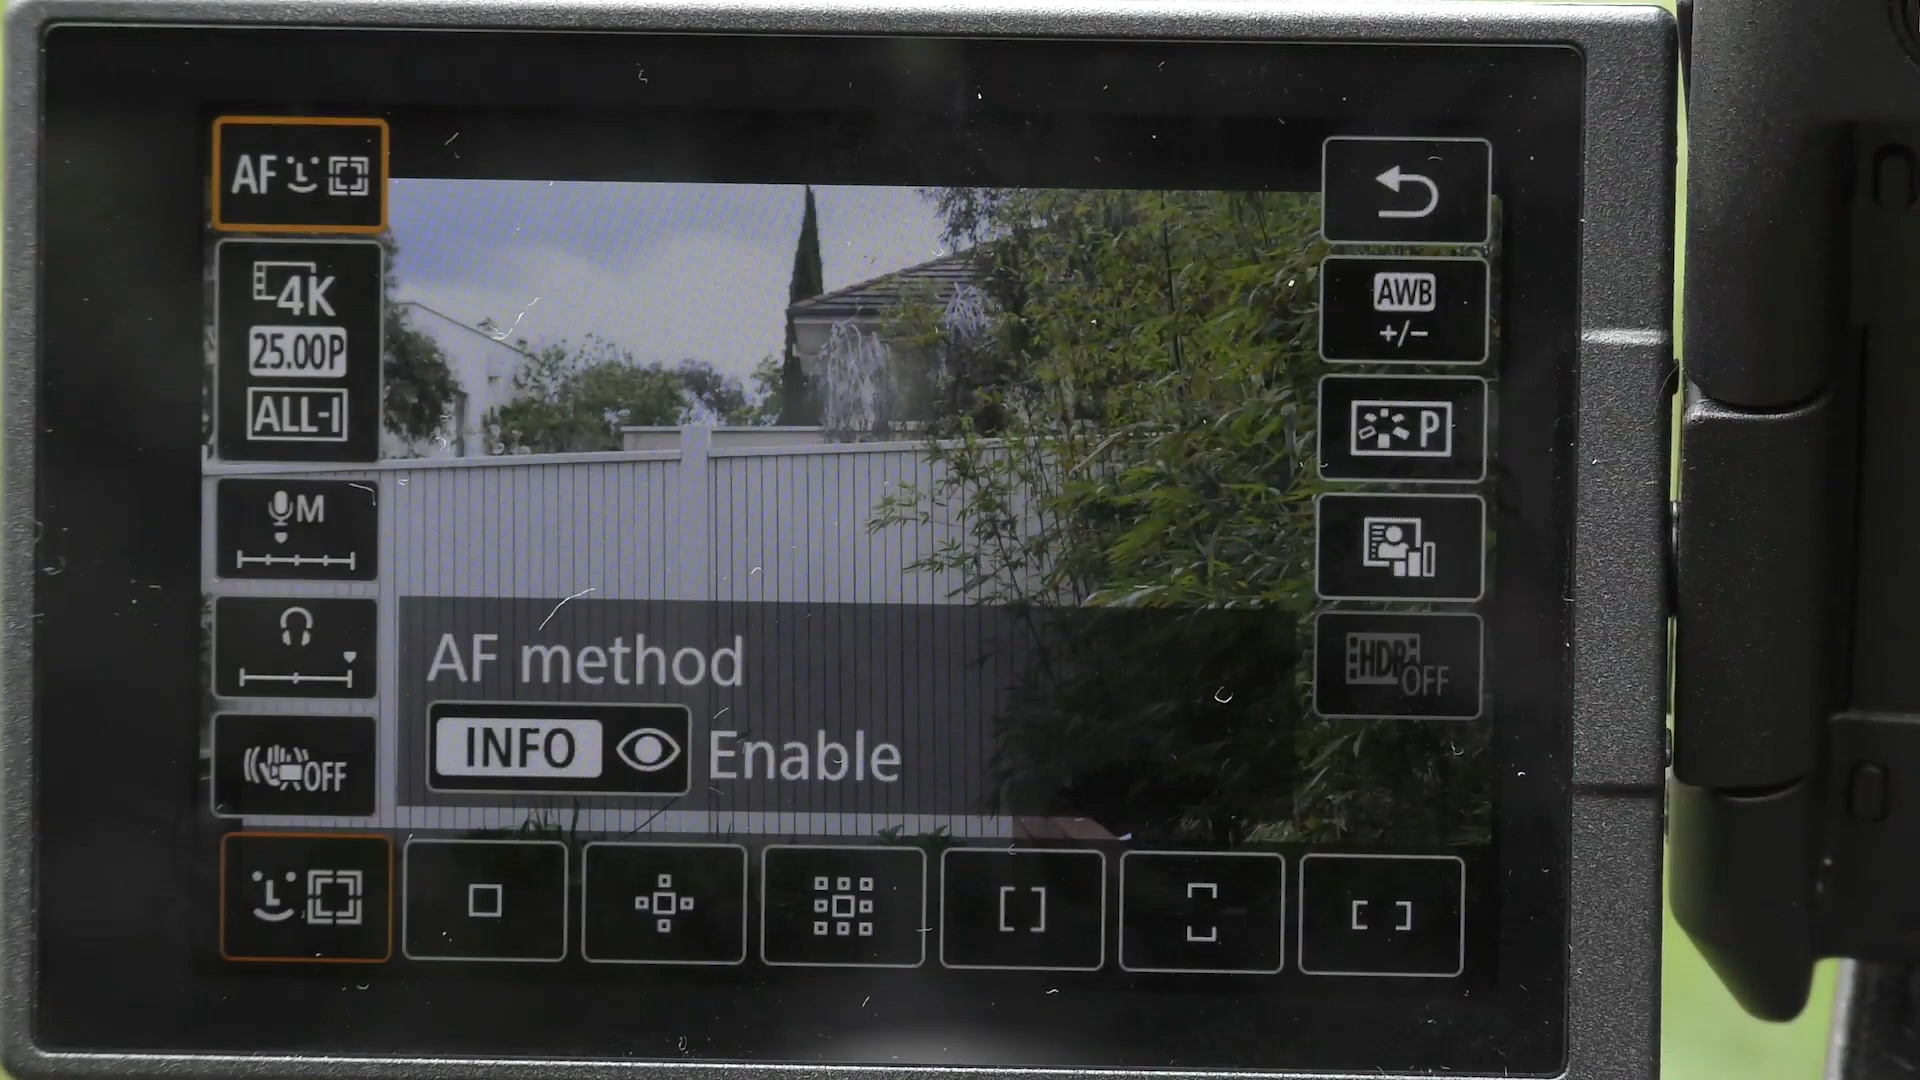 AF
4K
25.00P
ALL-I
M
OFF
AF method
INFO Enable
AWB
+/-
P
HDR OFF